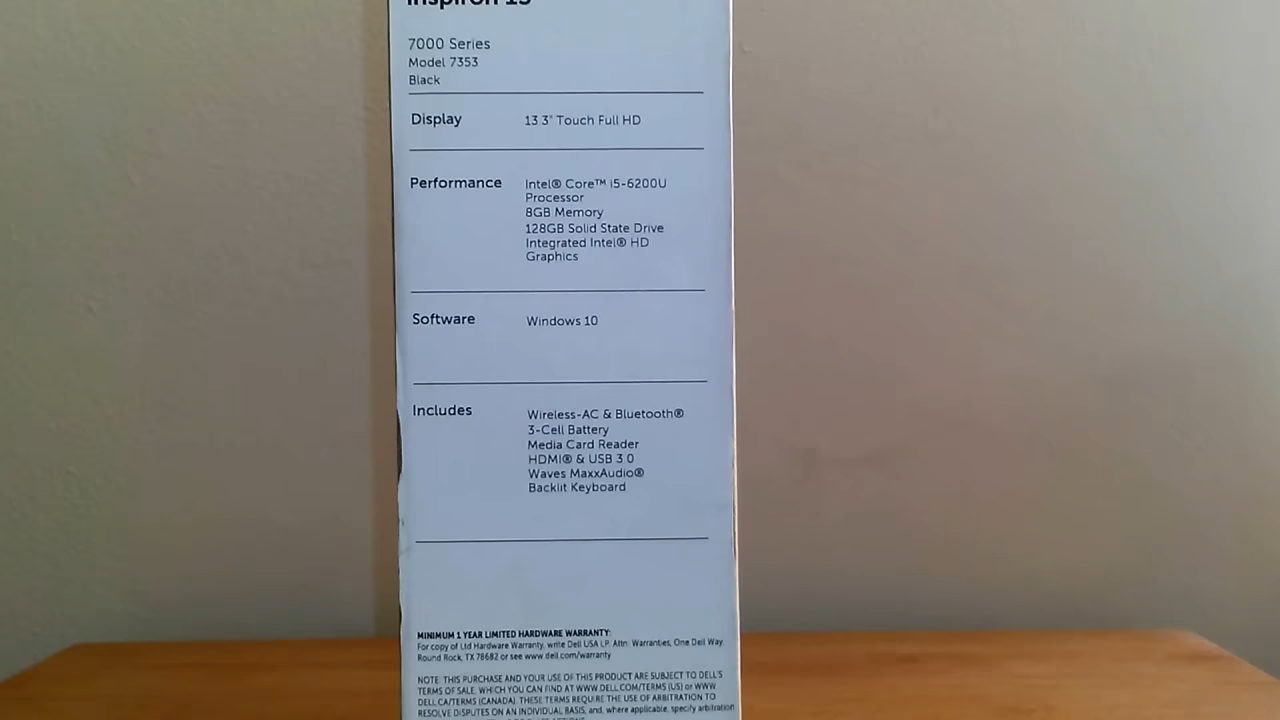 Inspiron 13
7000 Series
Model 7353
Black
Display
13.3" Touch Full HD
Performance
Intel® Core™ i5-6200U
Processor
8GB Memory
128GB Solid State Drive
Integrated Intel® HD
Graphics
Software
Windows 10
Includes
Wireless-AC & Bluetooth®
3-Cell Battery
Media Card Reader
HDMI® & USB 3.0
Waves MaxxAudio®
Backlit Keyboard
MINIMUM 1 YEAR LIMITED HARDWARE WARRANTY:
For copy of Ltd Hardware Warranty, write Dell USA LP, Attn: Warranties, One Dell Way,
Round Rock, TX 78682 or see www.dell.com/warranty
NOTE: THIS PURCHASE AND YOUR USE OF THIS PRODUCT ARE SUBJECT TO DELL'S
TERMS OF SALE, WHICH YOU CAN FIND AT WWW.DELL.COM/TERMS (US) or WWW.
DELL.CA/TERMS (CANADA). THESE TERMS REQUIRE THE USE OF ARBITRATION TO
RESOLVE DISPUTES ON AN INDIVIDUAL BASIS, and, where applicable, specify arbitration